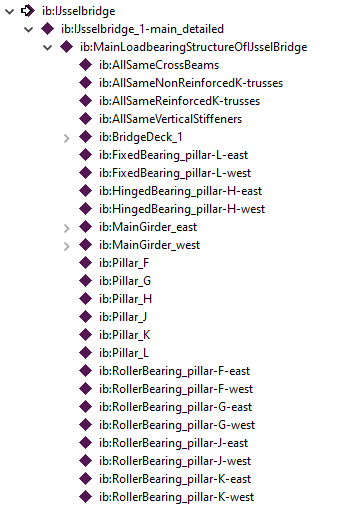 ib:IJsselbridge
ib:IJsselbridge_1-main_detailed
ib:MainLoadbearingStructureOfIJsselBridge
ib:AllSameCrossBeams
ib:AllSameNonReinforcedK-trusses
ib:AllSameReinforcedK-trusses
ib:AllSameVerticalStiffeners
ib:BridgeDeck_1
ib:FixedBearing_pillar-L-east
ib:FixedBearing_pillar-L-west
ib:HingedBearing_pillar-H-east
ib:HingedBearing_pillar-H-west
ib:MainGirder_east
ib:MainGirder_west
ib:Pillar_F
ib:Pillar_G
ib:Pillar_H
ib:Pillar_J
ib:Pillar_K
ib:Pillar_L
ib:RollerBearing_pillar-F-east
ib:RollerBearing_pillar-F-west
ib:RollerBearing_pillar-G-east
ib:RollerBearing_pillar-G-west
ib:RollerBearing_pillar-J-east
ib:RollerBearing_pillar-J-west
ib:RollerBearing_pillar-K-east
ib:RollerBearing_pillar-K-west